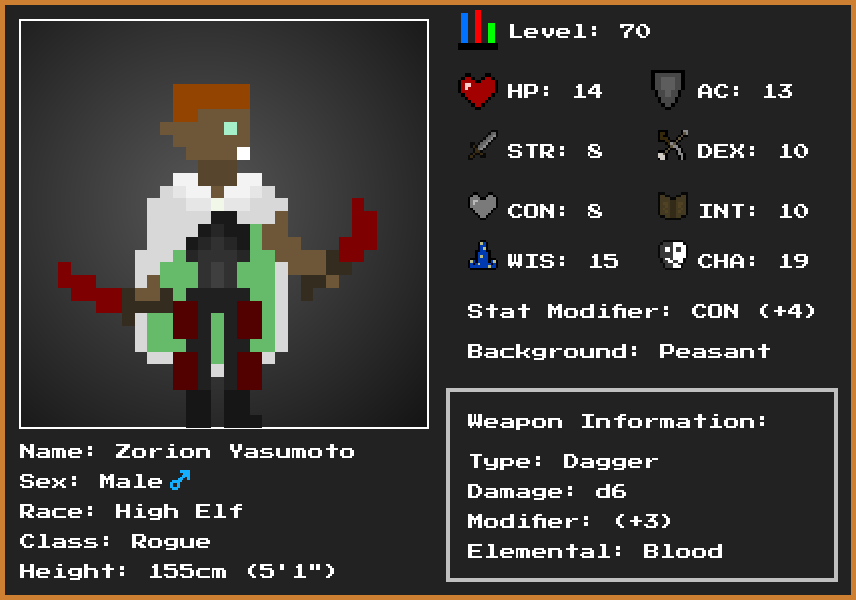 Level: 70
HP: 14 AC: 13
STR: 8 DEX: 10
CON: 8 INT: 10
WIS: 15 CHA: 19
Stat Modifier: CON (+4)
Background: Peasant
Weapon Information:
Type: Dagger
Damage: d6
Modifier: (+3)
Elemental: Blood
Name: Zorion Yasumoto
Sex: Male ♂
Race: High Elf
Class: Rogue
Height: 155cm (5'1")